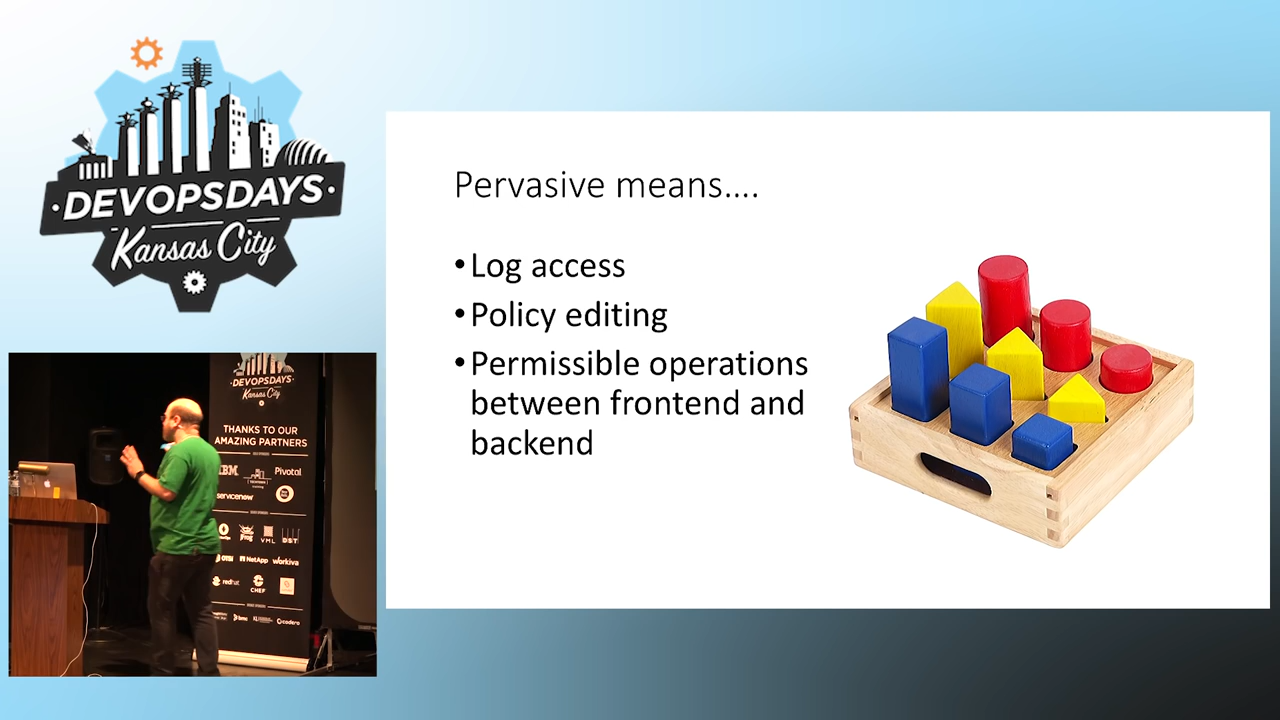 DEVOPSDAYS
Kansas City
Pervasive means....
•Log access
•Policy editing
•Permissible operations
between frontend and
backend
DEVOPSDAYS
Kansas City
THANKS TO OUR
AMAZING PARTNERS
IBM
Pivotal
servicenow
VML
DST
NetApp
workiva
redhat
CHEF
bmc